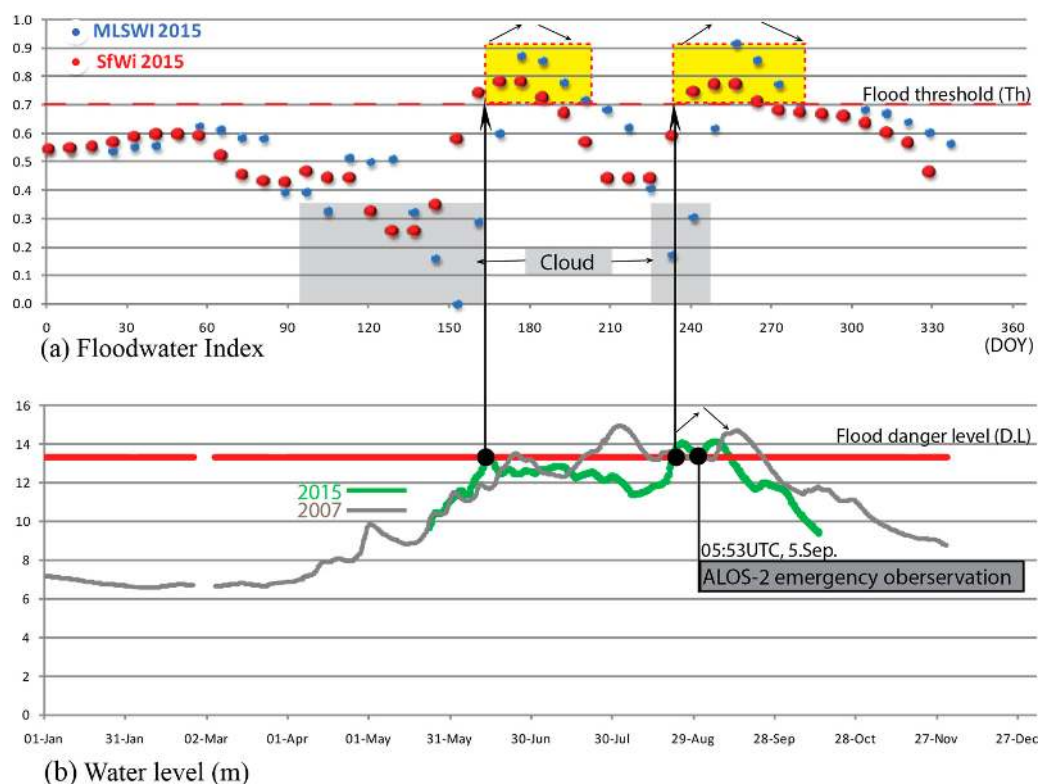 1.0
MLSWI 2015
0.9
SfWi 2015
0.8
0.7
Flood threshold (Th)
0.6
0.5
0.4
0.3
0.2
Cloud
0.1
0.0
0 30 60 90 120 150 180 210 240 270 300 330 360
(a) Floodwater Index
(DOY)
16
14
Flood danger level (D.L)
12
2015
2007
10
05:53UTC, 5.Sep.
8
ALOS-2 emergency oberservation
6
4
2
0
01-Jan 31-Jan 02-Mar 01-Apr 01-May 31-May 30-Jun 30-Jul 29-Aug 28-Sep 28-Oct 27-Nov 27-Dec
(b) Water level (m)